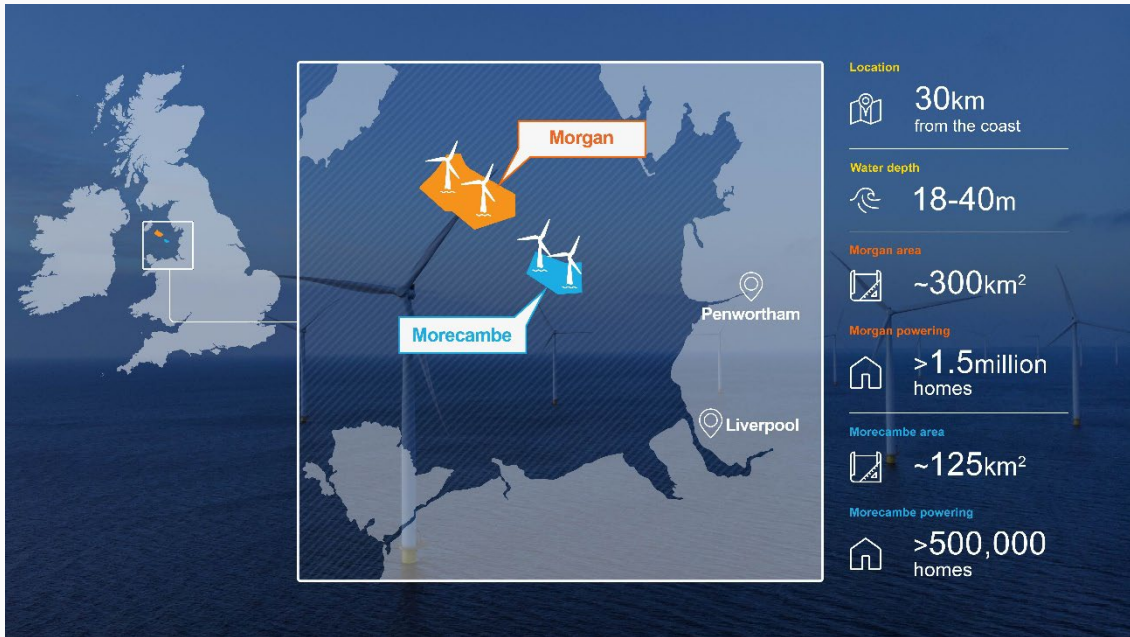 Morgan
Morecambe
Penwortham
Liverpool
Location
30km
from the coast
Water depth
18-40m
Morgan area
~300km²
Morgan powering
>1.5million
homes
Morecambe area
~125km²
Morecambe powering
>500,000
homes